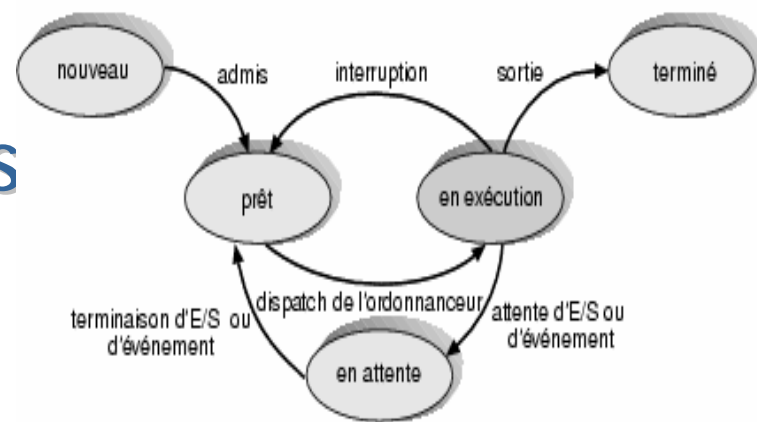 nouveau
admis
interruption
sortie
terminé
S
prêt
en exécution
dispatch de l'ordonnanceur
terminaison d'E/S ou
d'événement
attente d'E/S ou
d'événement
en attente